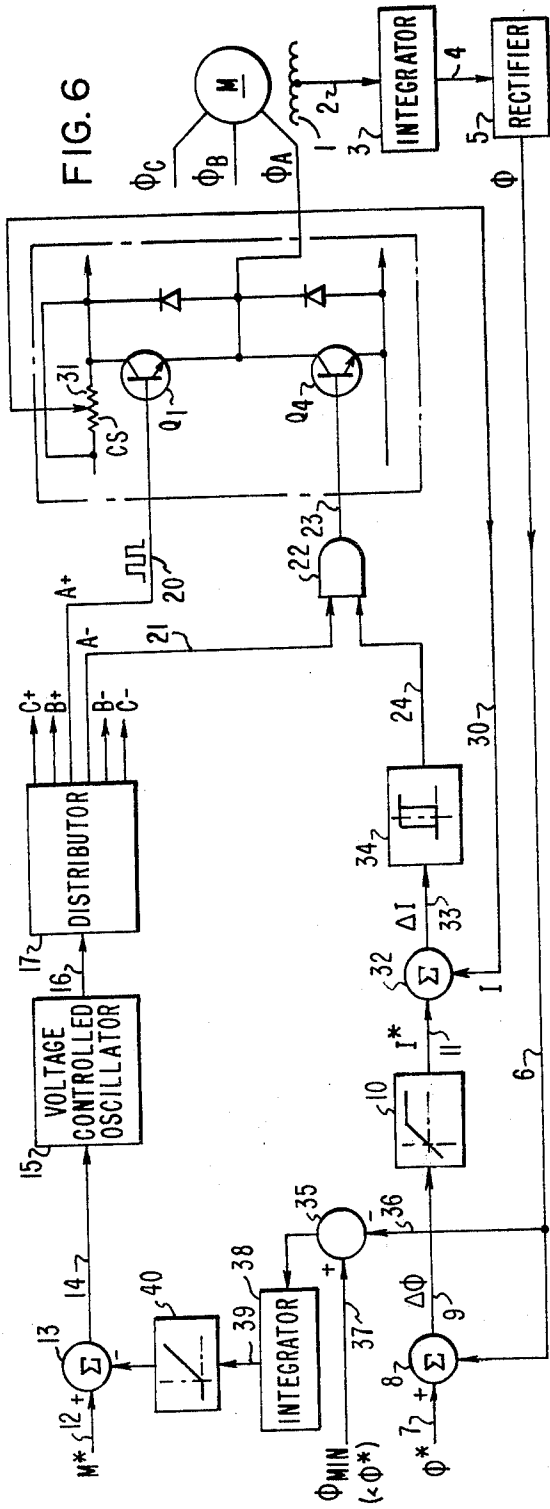 FIG. 6
M*
12
+
Σ
13
-
14
15
VOLTAGE
CONTROLLED
OSCILLATOR
16
17
DISTRIBUTOR
C+
B+
A+
A-
B-
C-
20
21
22
23
24
Q1
Q4
CS
31
ΦC
ΦB
ΦA
M
1
2
3
INTEGRATOR
4
5
RECTIFIER
Φ
6
30
I
40
39
38
INTEGRATOR
35
+
-
36
37
ΦMIN
(<Φ*)
Φ*
7
+
8
Σ
ΔΦ
9
10
I*
11
Σ
32
ΔI
33
34